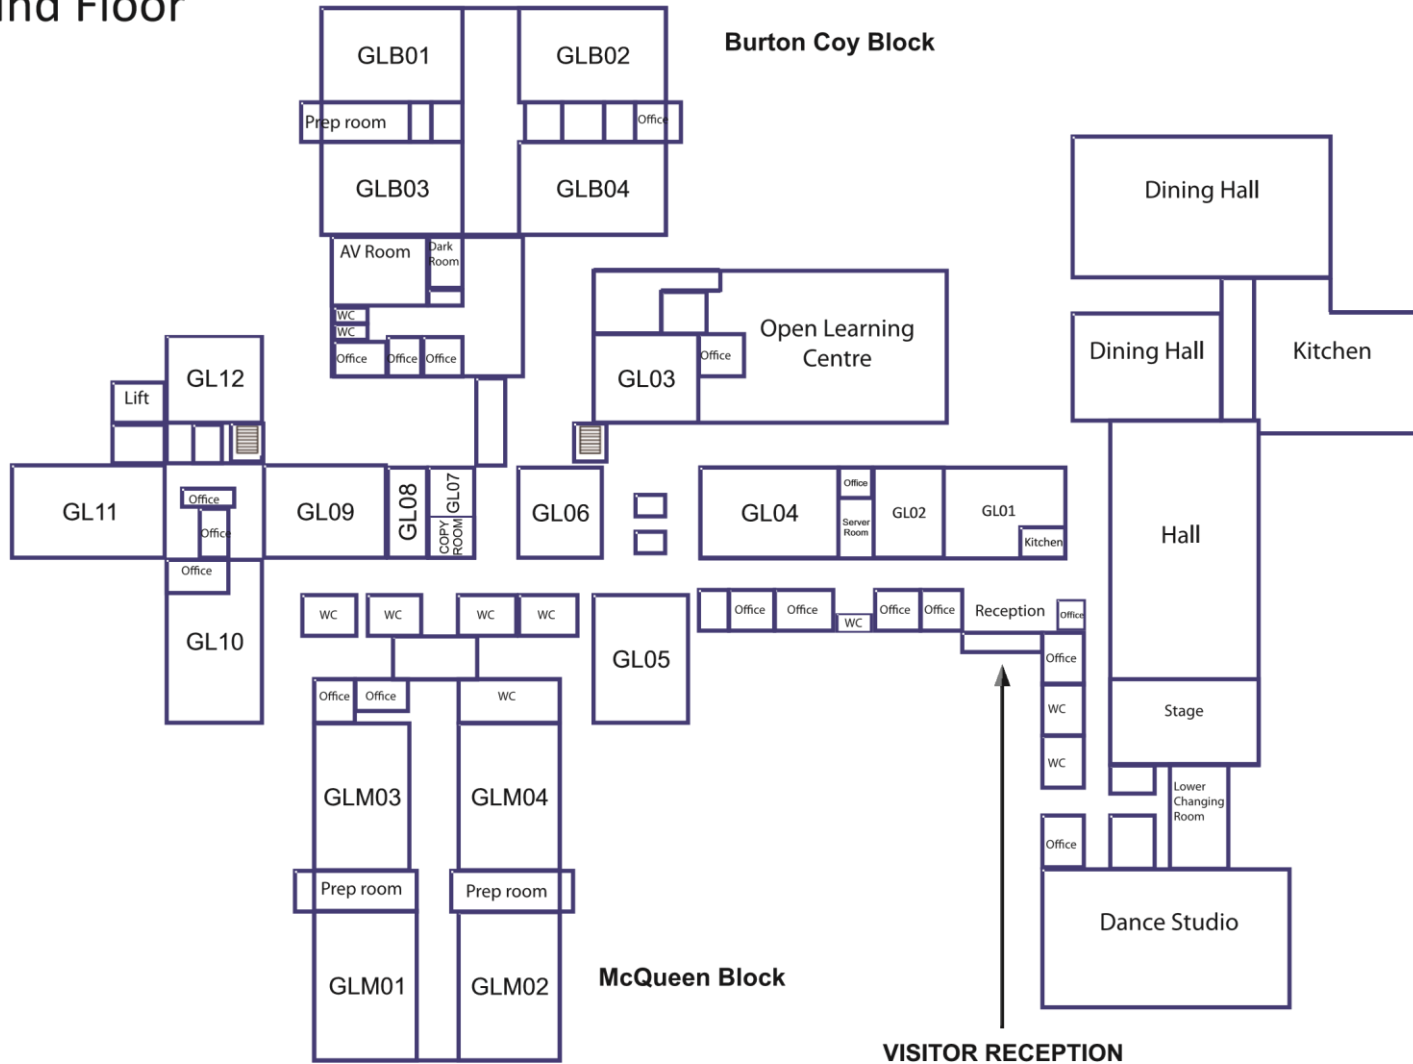 nd Floor
Burton Coy Block
GLB01
GLB02
Prep room
Office
GLB03
GLB04
Dining Hall
AV Room
Dark
Room
WC
WC
Office
Office
Office
Open Learning
Centre
Office
GL03
Dining Hall
Kitchen
GL12
Lift
GL11
Office
Office
Office
GL10
GL09
GL08
GL07
COPY
ROOM
GL06
GL04
Office
Server
Room
GL02
GL01
Kitchen
Hall
WC
WC
WC
WC
GL05
Office
Office
WC
Office
Office
Reception
Office
Office
WC
WC
Stage
Office
Office
WC
GLM03
GLM04
Lower
Changing
Room
Office
Prep room
Prep room
Dance Studio
GLM01
GLM02
McQueen Block
VISITOR RECEPTION